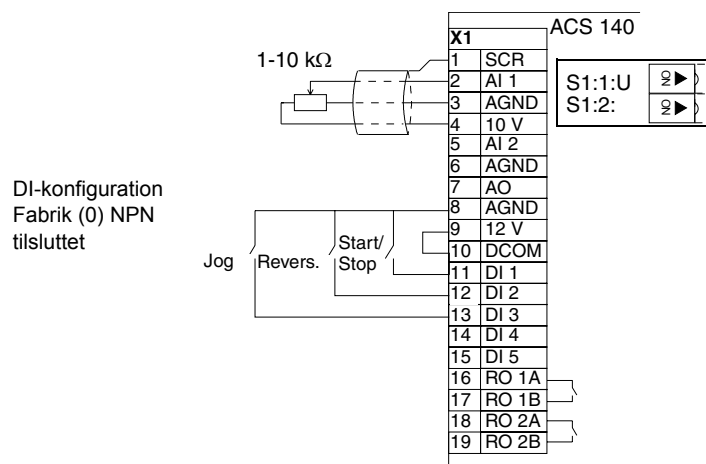 ACS 140
X1
1 SCR
2 AI 1
3 AGND
4 10 V
5 AI 2
6 AGND
7 AO
8 AGND
9 12 V
10 DCOM
11 DI 1
12 DI 2
13 DI 3
14 DI 4
15 DI 5
16 RO 1A
17 RO 1B
18 RO 2A
19 RO 2B
1-10 kΩ
S1:1:U
S1:2:
ON
ON
DI-konfiguration
Fabrik (0) NPN
tilsluttet
Jog
Revers.
Start/
Stop